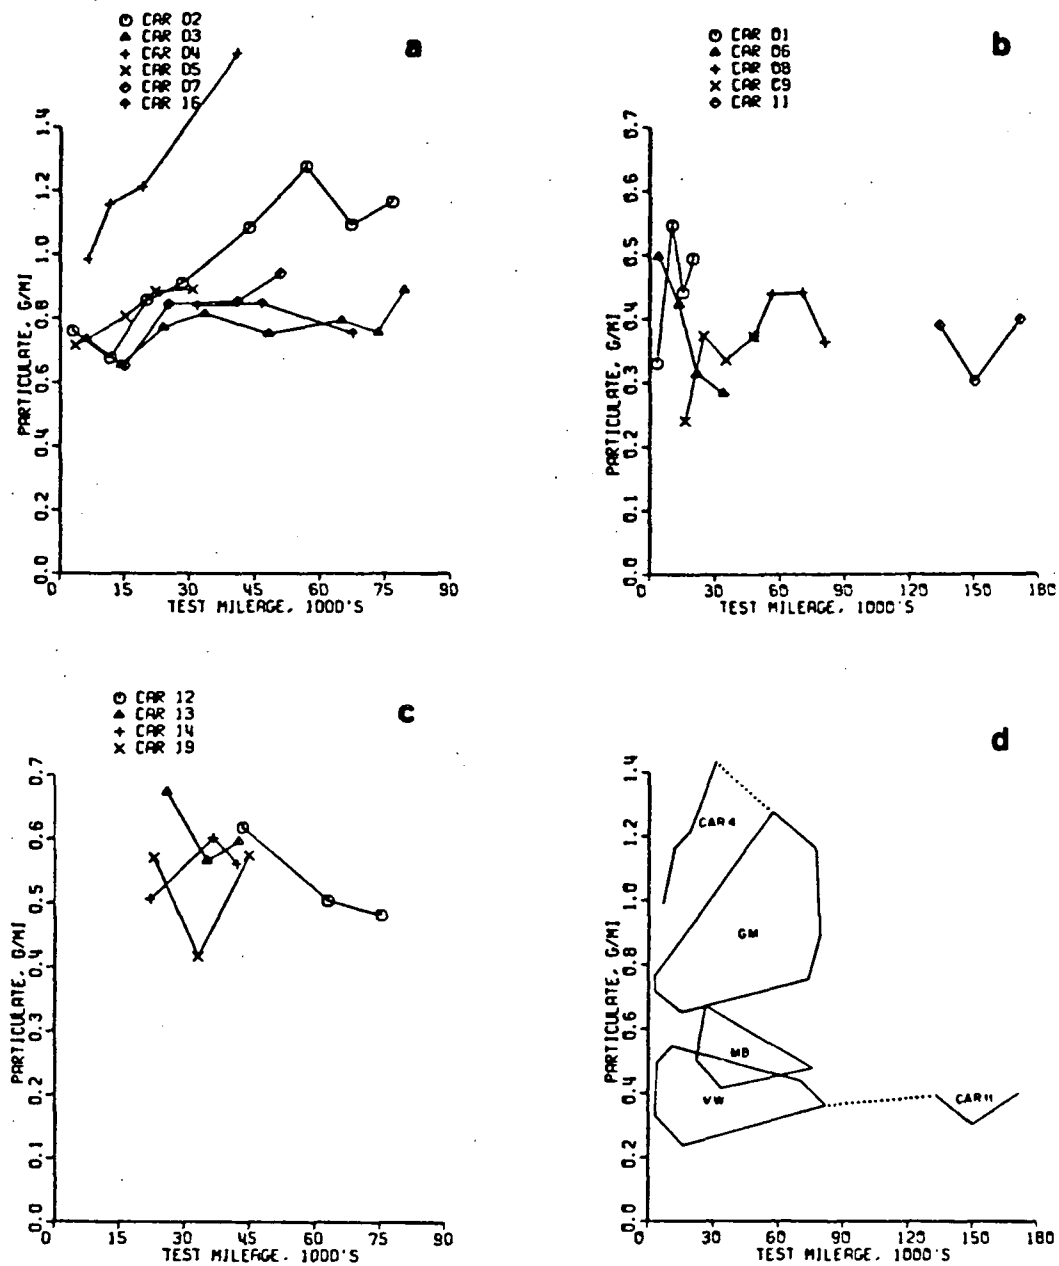 CAR 02
CAR 03
CAR 04
CAR 05
CAR 07
CAR 16
a
1.4
1.2
1.0
0.8
0.6
0.4
0.2
0.0
PARTICULATE, G/MI
0 15 30 45 60 75 90
TEST MILEAGE, 1000'S
CAR 01
CAR 06
CAR 08
CAR 09
CAR 11
b
0.7
0.6
0.5
0.4
0.3
0.2
0.1
0.0
PARTICULATE, G/MI
0 30 60 90 120 150 180
TEST MILEAGE, 1000'S
CAR 12
CAR 13
CAR 14
CAR 19
c
0.7
0.6
0.5
0.4
0.3
0.2
0.1
0.0
PARTICULATE, G/MI
0 15 30 45 60 75 90
TEST MILEAGE, 1000'S
d
1.4
1.2
1.0
0.8
0.6
0.4
0.2
0.0
PARTICULATE, G/MI
CAR 4
GM
MB
VW
CAR 11
0 30 60 90 120 150 180
TEST MILEAGE, 1000'S